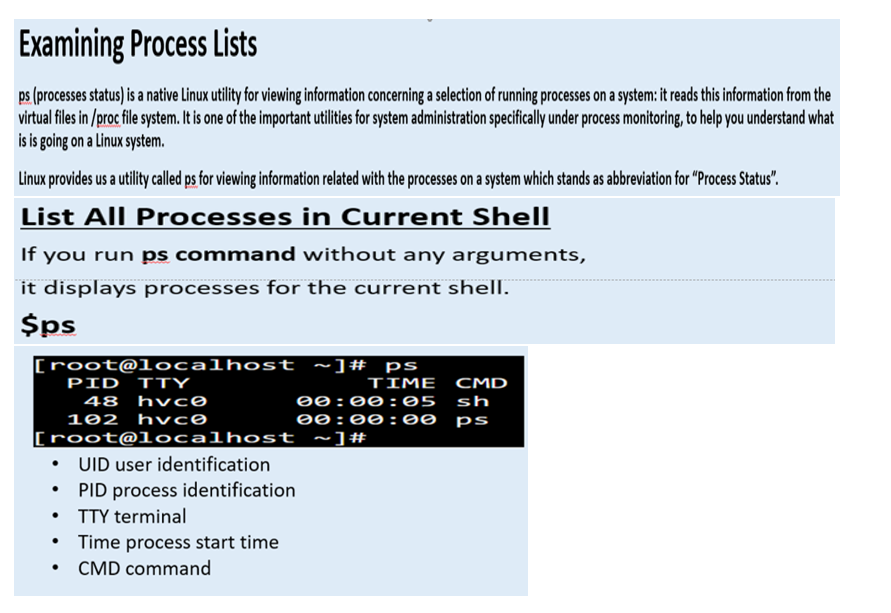 Examining Process Lists
ps (processes status) is a native Linux utility for viewing information concerning a selection of running processes on a system: it reads this information from the
virtual files in /proc file system. It is one of the important utilities for system administration specifically under process monitoring, to help you understand what
is is going on a Linux system.
Linux provides us a utility called ps for viewing information related with the processes on a system which stands as abbreviation for “Process Status”.
List All Processes in Current Shell
If you run ps command without any arguments,
it displays processes for the current shell.
$ps
[root@localhost ~]# ps
PID TTY TIME CMD
48 hvc0 00:00:05 sh
102 hvc0 00:00:00 ps
[root@localhost ~]#
• UID user identification
• PID process identification
• TTY terminal
• Time process start time
• CMD command